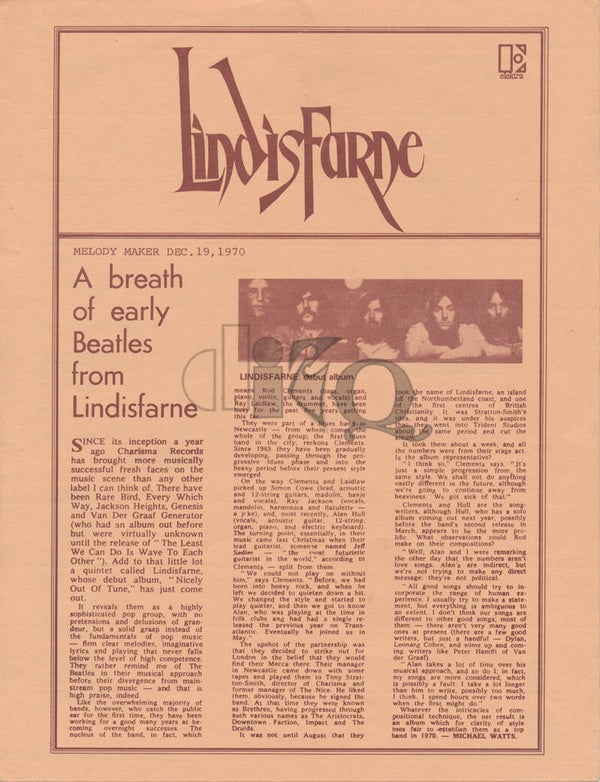 Lindisfarne
elektra
MELODY MAKER DEC.19,1970
A breath
of early
Beatles
from
Lindisfarne
SINCE its inception a year
ago Charisma Records
has brought more musically
successful fresh faces on the
music scene than any other
label I can think of. There have
been Rare Bird, Every Which
Way, Jackson Heights, Genesis
and Van Der Graaf Generator
(who had an album out before
but were virtually unknown
until the release of " The Least
We Can Do Is Wave To Each
Other "). Add to that little lot
a quintet called Lindisfarne,
whose debut album, " Nicely
Out Of Tune," has just come
out.
It reveals them as a highly
sophisticated pop group, with no
pretensions and delusions of gran-
deur, but a solid grasp instead of
the fundamentals of pop music
— firm clear melodies, imaginative
lyrics and playing that never falls
below the level of high competence.
They rather remind me of The
Beatles in their musical approach
before their divergence from main-
stream pop music — and that is
high praise, indeed.
Like the overwhelming majority of
bands, however, who catch the public
ear for the first time, they have been
working for a good many years at be-
coming overnight successes. The
nucleus of the band, in fact, which
LINDISFARNE: debut album
means Rod Clements (bass, organ,
piano, violin, guitars and vocals) and
Ray Laidlaw, the drummer, have been
busy for the past five years getting
this far.
They were part of a blues band in
Newcastle — from where comes the
whole of the group; the first blues
band in the city, reckons Clements.
Since 1965 they have been gradually
developing, passing through the pro-
gressive blues phase and into the
heavy period before their present style
emerged.
On the way Clements and Laidlaw
picked up Simon Cowe (lead, acoustic
and 12-string guitars, madolin, banjo
and vocals), Ray Jackson (vocals,
mandolin, harmonica and flatulette —
a joke), and, most recently, Alan Hull
(vocals, acoustic guitar, 12-string,
organ, piano, and electric keyboard).
The turning point, essentially, in their
music came last Christmas when their
lead guitarist, someone named Jeff
Sadler — " the most futuristic
guitarist in the world," according to
Clements — split from them.
" We could not play on without
him," says Clements. " Before, we had
been into heavy rock, and when he
left we decided to quieten down a bit.
We changed the style and started to
play quieter, and then we got to know
Alan, who was playing at the time in
folk clubs and had had a single re-
leased the previous year on Trans-
atlantic. Eventually he joined us in
May."
The upshot of the partnership was
that they decided to strike out for
London in the belief that they would
find their Mecca there. Their manager
in Newcastle came down with some
tapes and played them to Tony Strat-
ton-Smith, director of Charisma and
former manager of The Nice. He liked
them, obviously, because he signed the
band. At that time they were known
as Brethren, having progressed through
such various names as The Aristocrats,
Downtown Faction, Impact and The
Druids.
It was not until August that they
took the name of Lindisfarne, an island
off the Northumberland coast, and one
of the first centres of British
Christianity. It was Stratton-Smith's
idea, and it was under his auspices
that they went into Trident Studios
about the same period and cut the
album.
It took them about a week, and all
the numbers were from their stage act.
Is the album representative?
" I think so," Clements says. " It's
just a simple progression from the
same style. We shall not do anything
vastly different in the future, although
we're going to continue away from
heaviness. We got sick of that."
Clements and Hull are the song-
writers, although Hull, who has a solo
album coming out next year, possibly
before the band's second release in
March, appears to be the more pro-
lific. What observations could Rod
make on their compositions?
" Well, Alan and I were remarking
the other day that the numbers aren't
love songs. Alan's are indirect, but
we're not trying to make any direct
message; they're not political.
" All good songs should try to in-
corporate the range of human ex-
perience. I usually try to make a state-
ment, but everything is ambiguous to
an extent. I don't think our songs are
different to other good songs, most of
them — there aren't very many good
ones at present (there are a few good
writers, but just a handful — Dylan,
Leonang Cohen, and some up and com-
ing writers like Peter Hamill of Van
der Graaf).
" Alan takes a lot of time over his
musical approach, and so do I; in fact,
my songs are more considered, which
is possibly a fault. I take a lot longer
than him to write, possibly too much,
I think. I spend hours over two words
when the first might do."
Whatever the intricacies of com-
positional technique, the net result is
an album which for clarity of style
bids fair to establish them as a top
band in 1970. — MICHAEL WATTS.